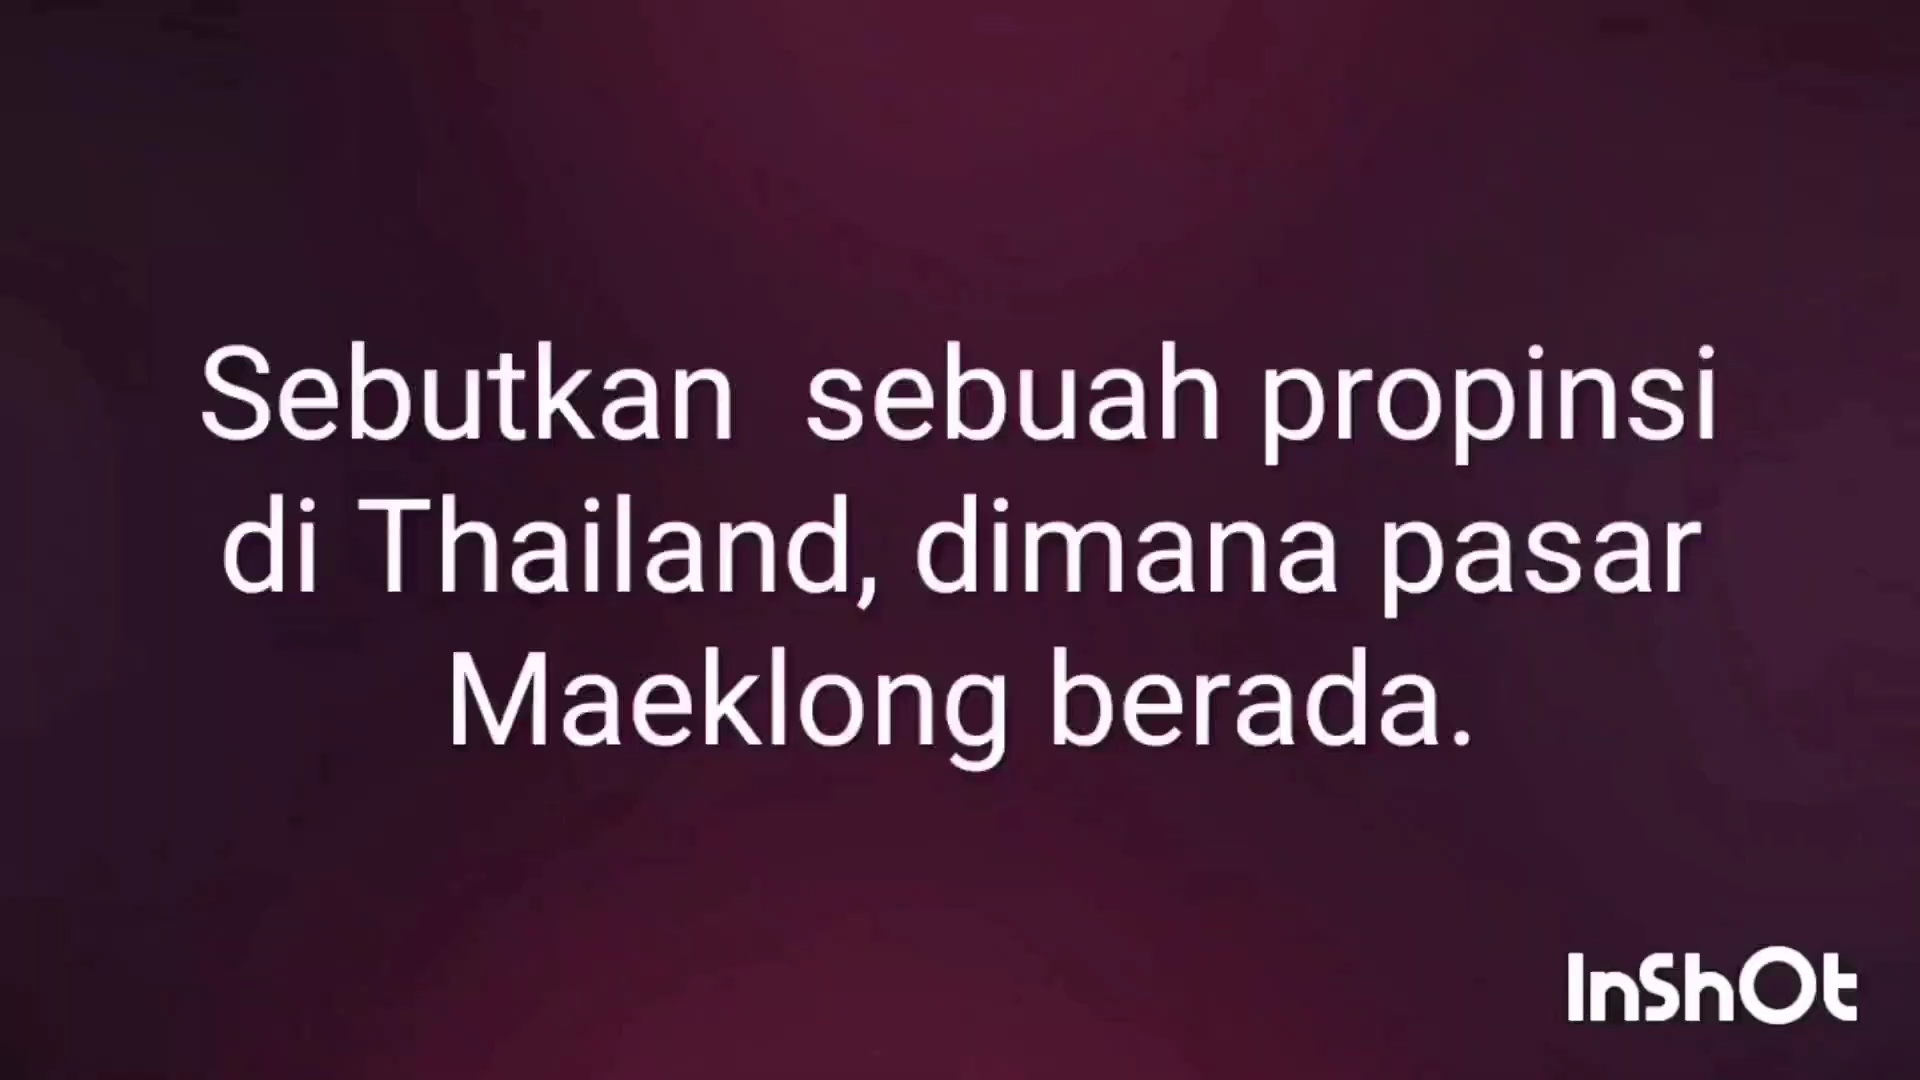 Sebutkan  sebuah propinsi
di Thailand, dimana pasar
Maeklong berada.
InShOt